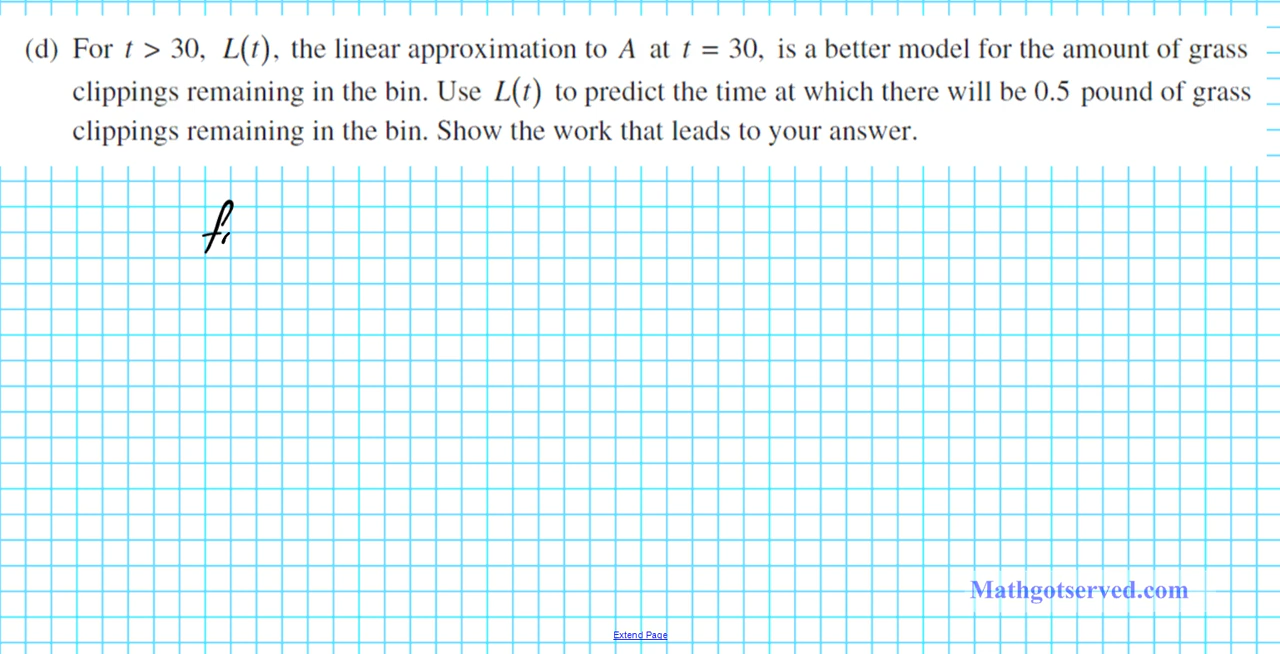 (d) For t > 30, L(t), the linear approximation to A at t = 30, is a better model for the amount of grass
clippings remaining in the bin. Use L(t) to predict the time at which there will be 0.5 pound of grass
clippings remaining in the bin. Show the work that leads to your answer.
Mathgotserved.com
Extend Page